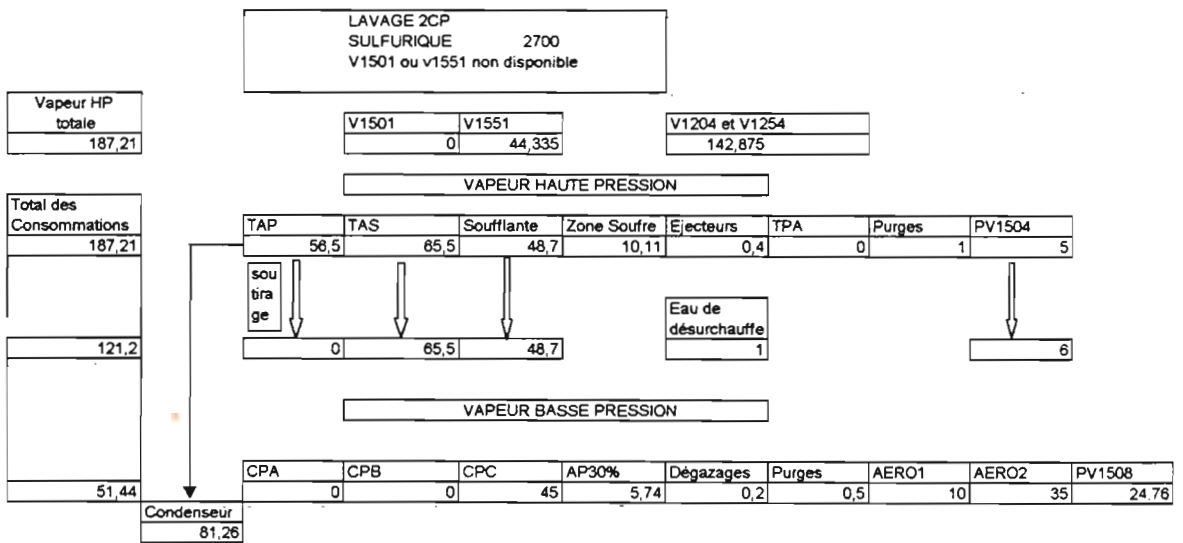 LAVAGE 2CP
SULFURIQUE 2700
V1501 ou v1551 non disponible
Vapeur HP
totale
187,21
V1501 V1551
0 44,335
V1204 et V1254
142,875
VAPEUR HAUTE PRESSION
Total des
Consommations
187,21
TAP TAS Soufflante Zone Soufre Ejecteurs TPA Purges PV1504
56,5 65,5 48,7 10,11 0,4 0 1 5
sou
tira
ge
Eau de
désurchauffe
1
121,2
0 65,5 48,7
6
VAPEUR BASSE PRESSION
CPA CPB CPC AP30% Dégazages Purges AERO1 AERO2 PV1508
51,44
0 0 45 5,74 0,2 0,5 10 35 24.76
Condenseur
81,26